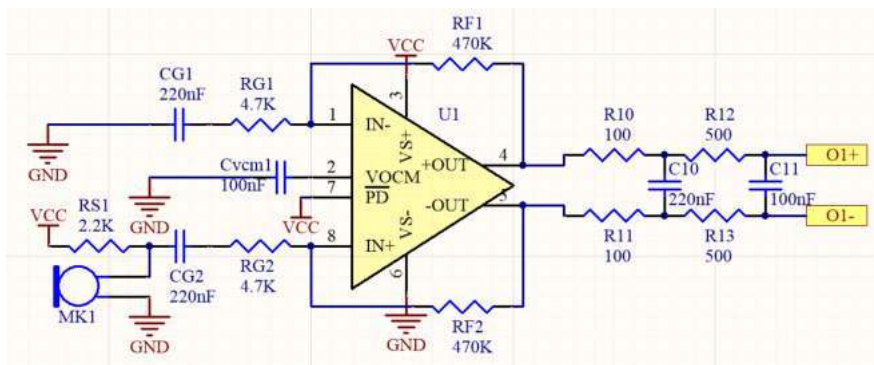 RF1
470K
VCC
CG1
220nF
RG1
4.7K
3
U1
1
IN-
VS+
GND
Cvcm1
100nF
2
VOCM
7
PD
GND
VCC
+OUT
4
-OUT
5
R10
100
R12
500
O1+
C10
220nF
C11
100nF
O1-
R11
100
R13
500
RS1
2.2K
VCC
8
IN+
VS-
6
CG2
220nF
RG2
4.7K
MK1
GND
GND
RF2
470K